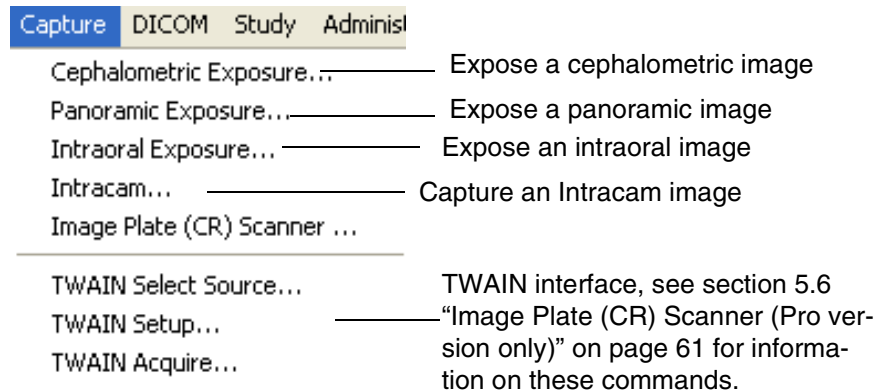 Capture DICOM Study Adminis
Cephalometric Exposure... Expose a cephalometric image
Panoramic Exposure... Expose a panoramic image
Intraoral Exposure... Expose an intraoral image
Intracam... Capture an Intracam image
Image Plate (CR) Scanner ...
TWAIN Select Source...
TWAIN Setup...
TWAIN Acquire...
TWAIN interface, see section 5.6
“Image Plate (CR) Scanner (Pro ver-
sion only)” on page 61 for informa-
tion on these commands.